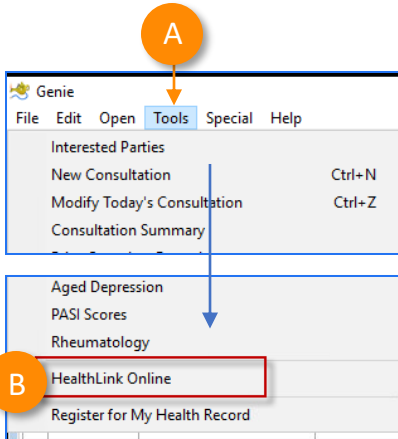 A
Genie
File Edit Open Tools Special Help
Interested Parties
New Consultation Ctrl+N
Modify Today's Consultation Ctrl+Z
Consultation Summary
Aged Depression
PASI Scores
Rheumatology
B
HealthLink Online
Register for My Health Record